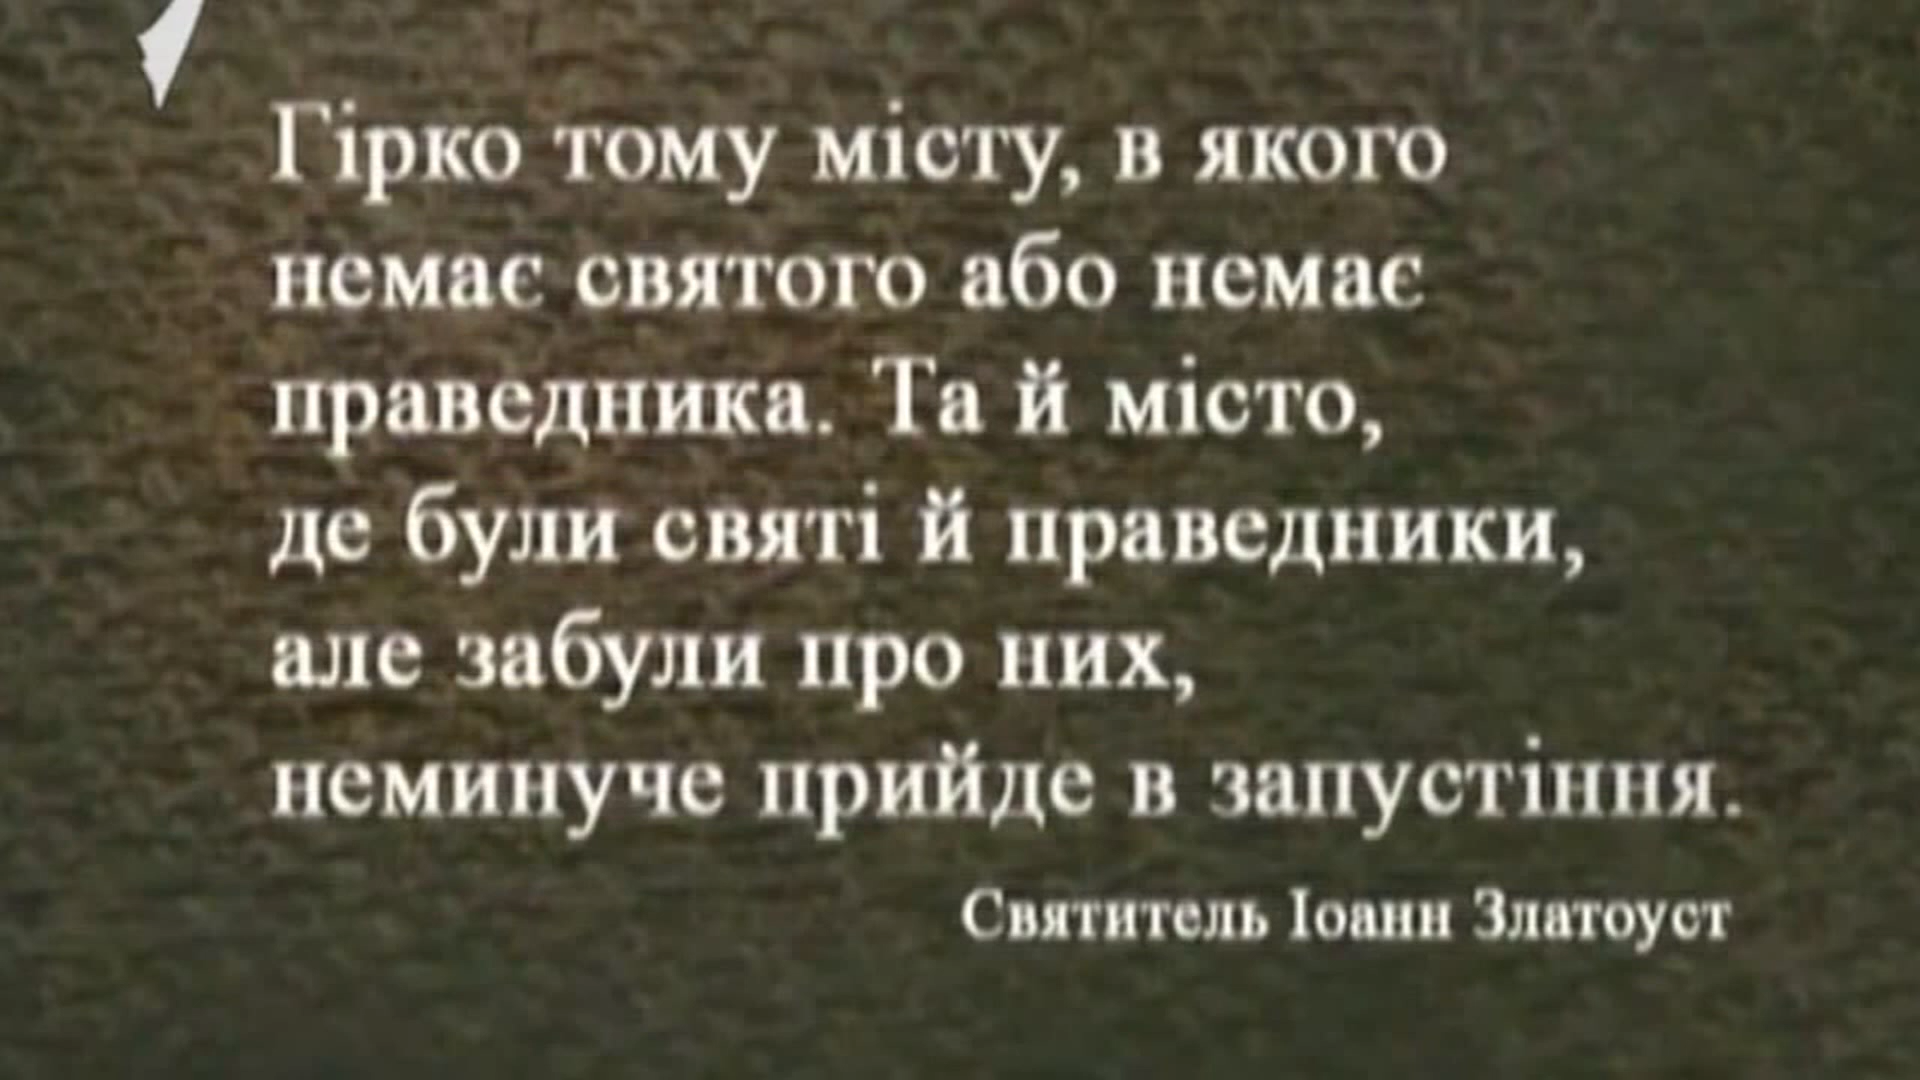 Гірко тому місту, в якого
немає святого або немає
праведника. Та й місто,
де були святі й праведники,
але забули про них,
неминуче прийде в запустіння.
Святитель Іоанн Златоуст